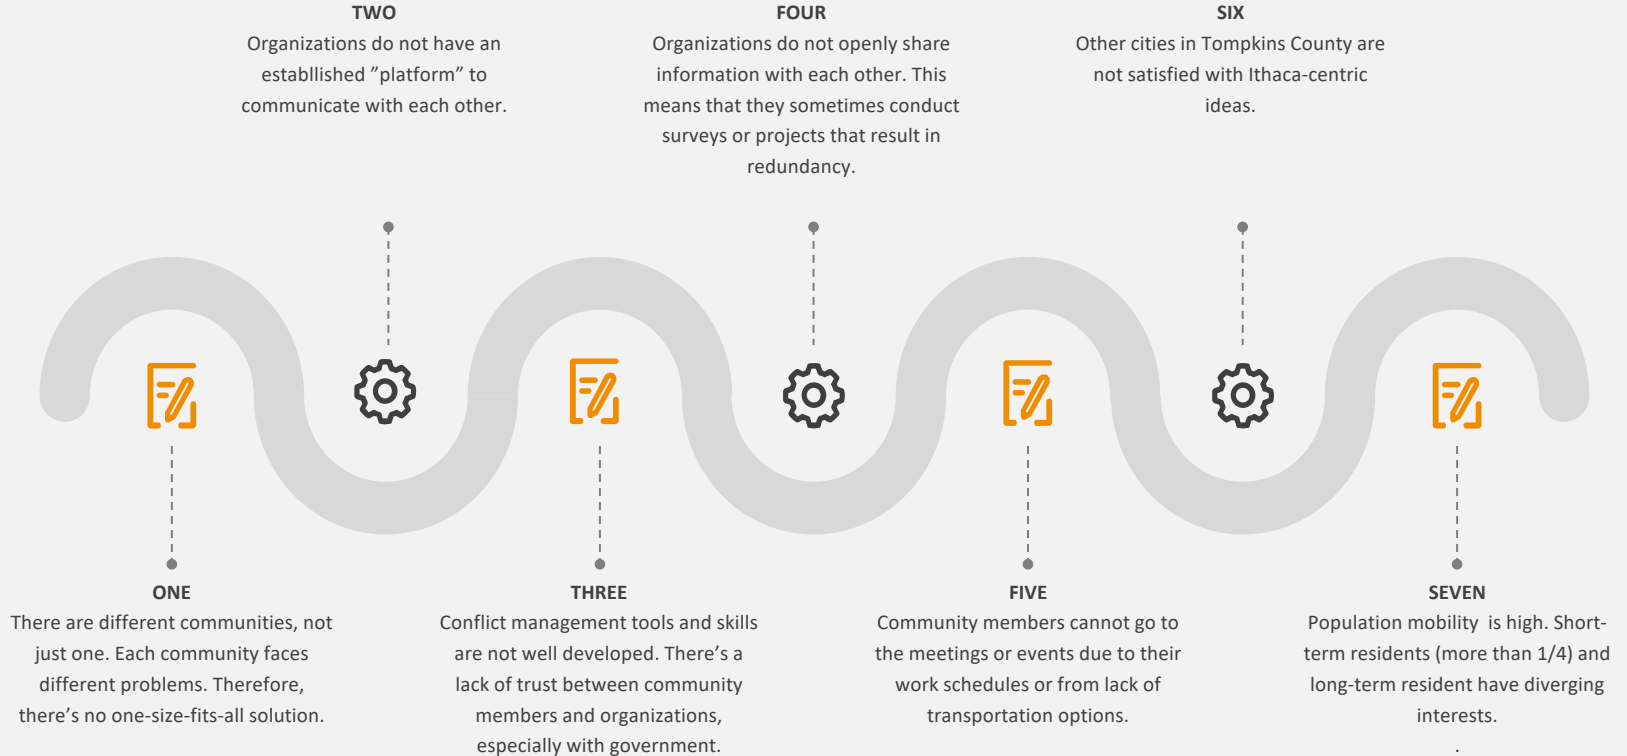 TWO
Organizations do not have an
establlished ”platform” to
communicate with each other.
FOUR
Organizations do not openly share
information with each other. This
means that they sometimes conduct
surveys or projects that result in
redundancy.
SIX
Other cities in Tompkins County are
not satisfied with Ithaca-centric
ideas.
ONE
There are different communities, not
just one. Each community faces
different problems. Therefore,
there’s no one-size-fits-all solution.
THREE
Conflict management tools and skills
are not well developed. There’s a
lack of trust between community
members and organizations,
especially with government.
FIVE
Community members cannot go to
the meetings or events due to their
work schedules or from lack of
transportation options.
SEVEN
Population mobility  is high. Short-
term residents (more than 1/4) and
long-term resident have diverging
interests.
.